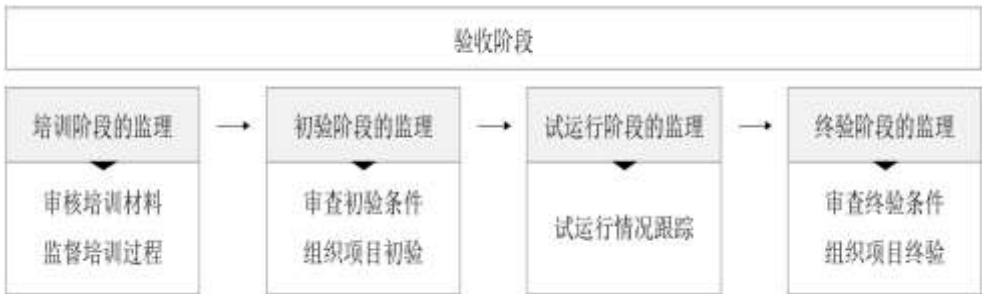 验收阶段
培训阶段的监理
初验阶段的监理
试运行阶段的监理
终验阶段的监理
审核培训材料
监督培训过程
审查初验条件
组织项目初验
试运行情况跟踪
审查终验条件
组织项目终验